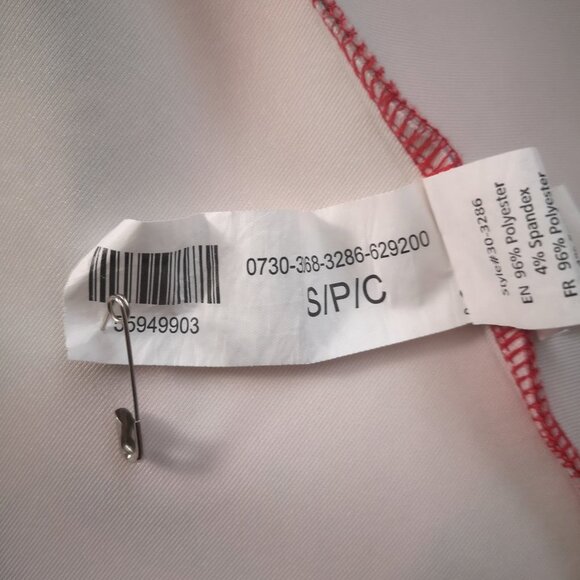 0730-368-3286-629200
S/P/C
55949903
style#30-3286
EN 96% Polyester
4% Spandex
FR 96% Polyester